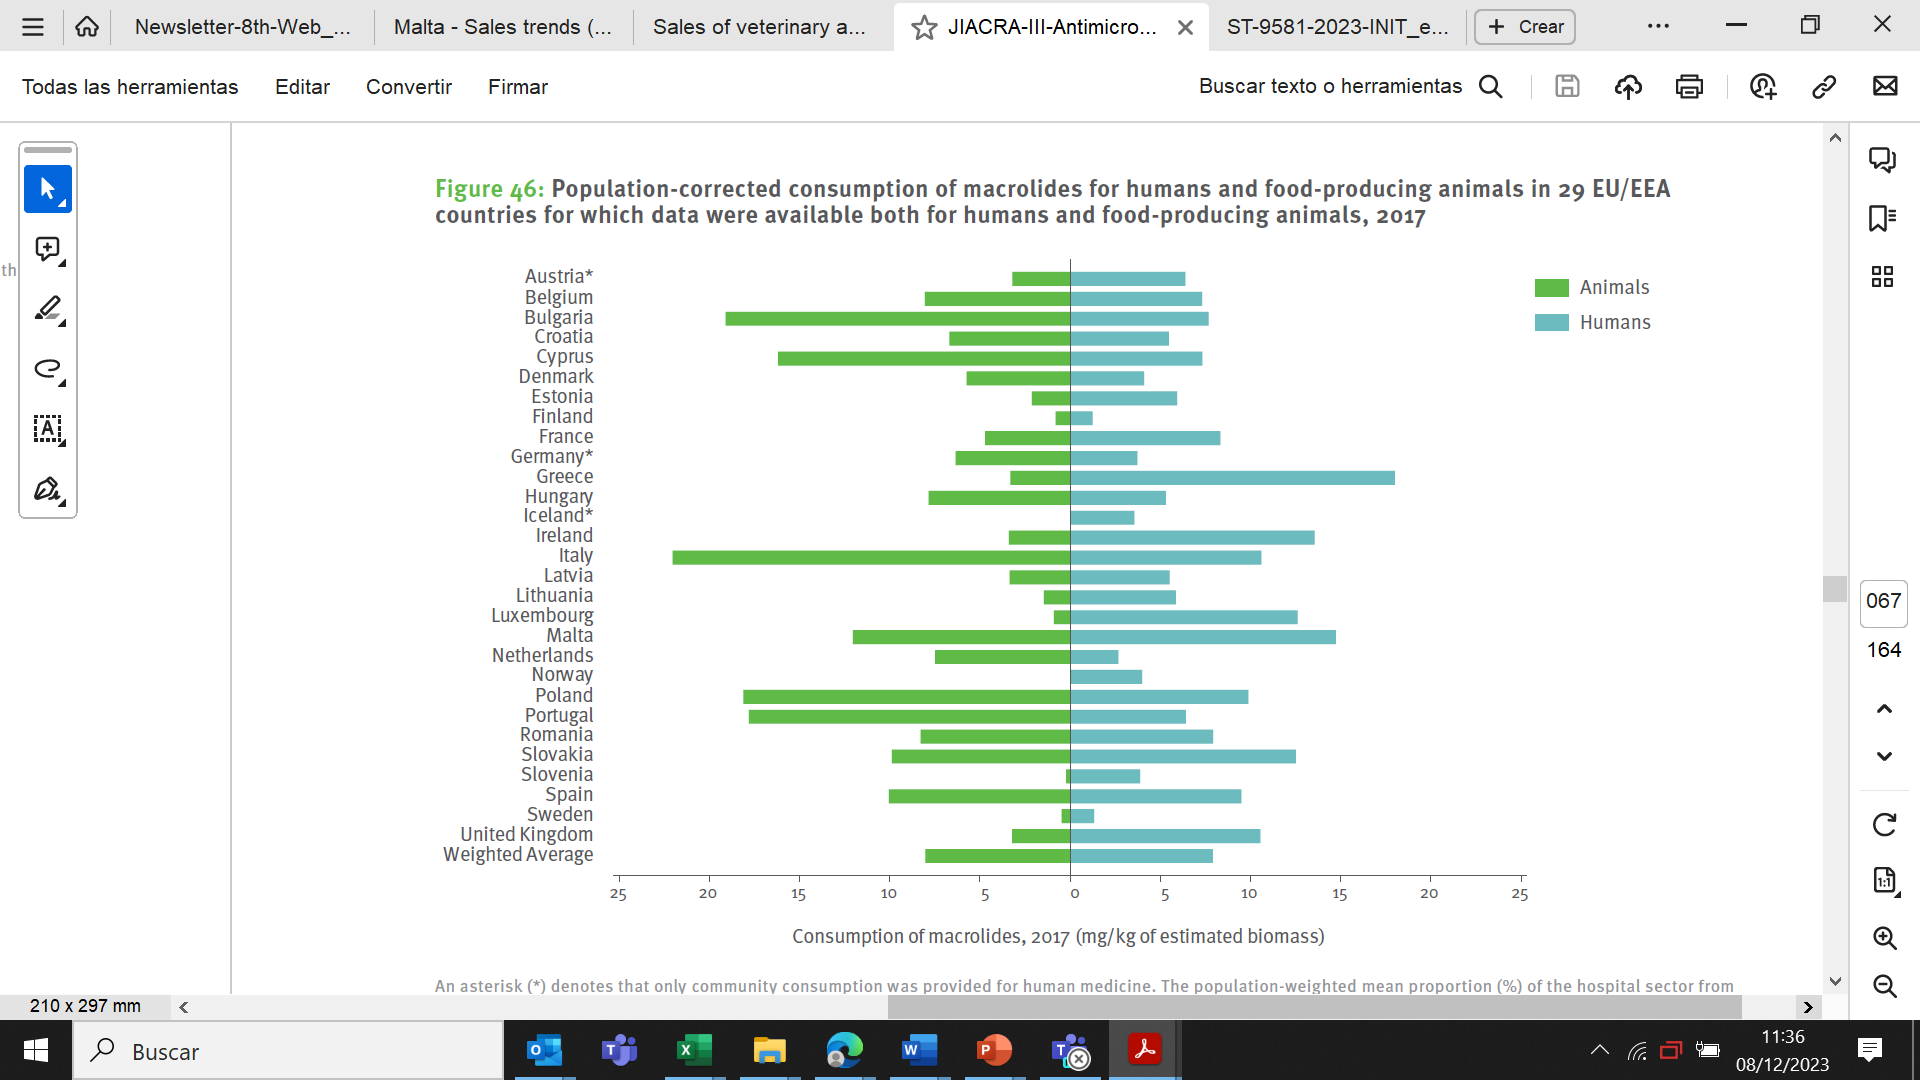 Newsletter-8th-Web_...
Malta - Sales trends (...
Sales of veterinary a...
JIACRA-III-Antimicro...
ST-9581-2023-INIT_e...
Crear
Todas las herramientas
Editar
Convertir
Firmar
Buscar texto o herramientas
th
Figure 46: Population-corrected consumption of macrolides for humans and food-producing animals in 29 EU/EEA
countries for which data were available both for humans and food-producing animals, 2017
Austria*
Belgium
Bulgaria
Croatia
Cyprus
Denmark
Estonia
Finland
France
Germany*
Greece
Hungary
Iceland*
Ireland
Italy
Latvia
Lithuania
Luxembourg
Malta
Netherlands
Norway
Poland
Portugal
Romania
Slovakia
Slovenia
Spain
Sweden
United Kingdom
Weighted Average
Animals
Humans
25 20 15 10 5 0 5 10 15 20 25
Consumption of macrolides, 2017 (mg/kg of estimated biomass)
An asterisk (*) denotes that only community consumption was provided for human medicine. The population-weighted mean proportion (%) of the hospital sector from
067
164
1:1
210 x 297 mm
Buscar
11:36
08/12/2023